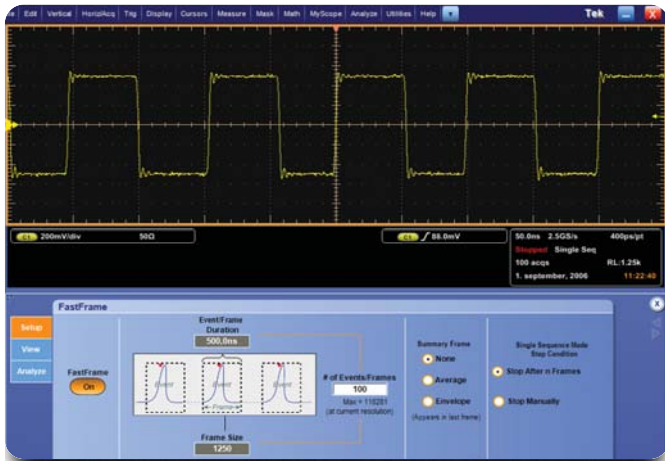 Edit Vertical Horiz/Acq Trig Display Cursors Measure Mask Math MyScope Analyze Utilities Help
Tek
C1 200mV/div 50Ω
C1 88.0mV
50.0ns 2.5GS/s 400ps/pt
Stopped Single Seq
100 acqs RL:1.25k
1. september, 2006 11:22:40
FastFrame
Setup
View
Analyze
FastFrame
On
Event/Frame
Duration
500.0ns
Event
Event
Event
Frame
Frame Size
1250
# of Events/Frames
100
Max = 118281
(at current resolution)
Summary Frame
None
Average
Envelope
(Appears in last frame)
Single Sequence Mode
Stop Condition
Stop After n Frames
Stop Manually